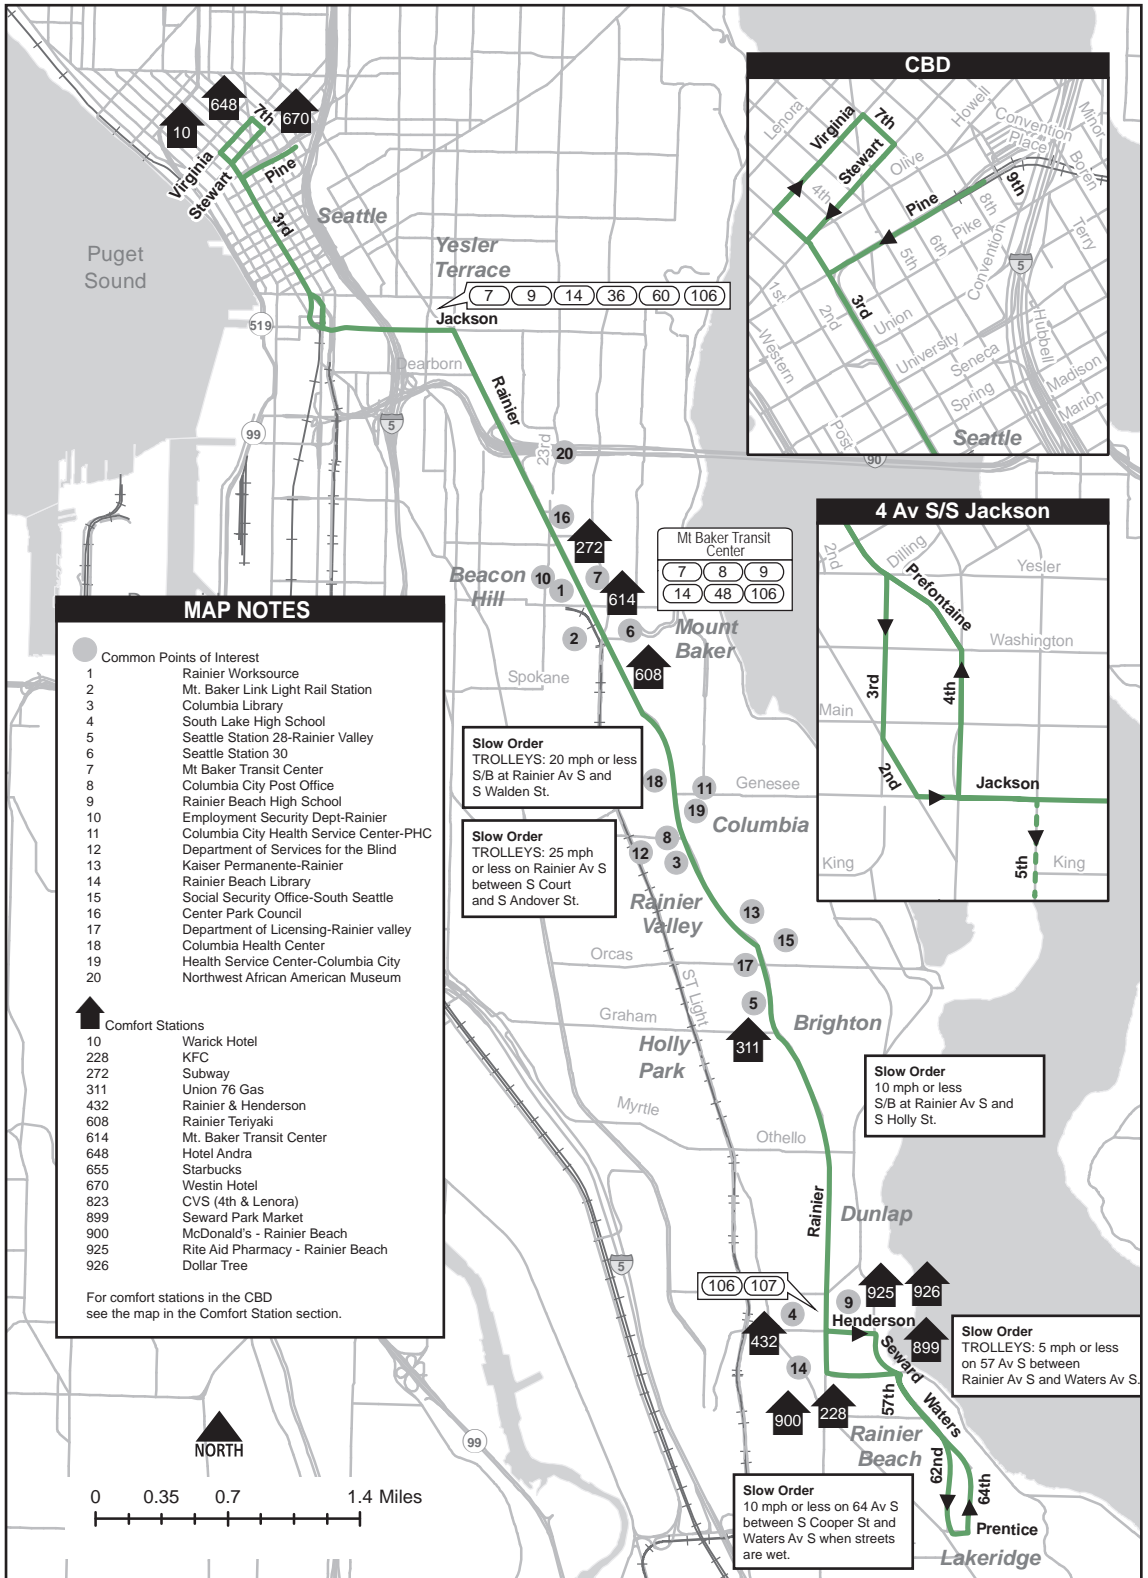 648
10
670
7th
Virginia
Stewart
Pine
3rd
Seattle
Puget
Sound
Yesler
Terrace
7 9 14 36 60 106
Jackson
519
Dearborn
Rainier
5
99
23rd
20
90
CBD
Lenora
Virginia
7th
Stewart
4th
Olive
Howell
Convention
Place
Minor
Boren
9th
Pine
8th
Pike
6th
5th
Convention
Terry
5
1st
2nd
3rd
Union
University
Seneca
Spring
Hubbell
Madison
Marion
Western
Post
Seattle
16
272
Beacon
Hill
10
1
7
614
2
6
608
Mt Baker Transit
Center
7 8 9
14 48 106
Mount
Baker
Spokane
4 Av S/S Jackson
2nd
Dilling
Prefontaine
Yesler
Washington
3rd
4th
Main
2nd
Jackson
King
5th
King
MAP NOTES
Common Points of Interest
1 Rainier Worksource
2 Mt. Baker Link Light Rail Station
3 Columbia Library
4 South Lake High School
5 Seattle Station 28-Rainier Valley
6 Seattle Station 30
7 Mt Baker Transit Center
8 Columbia City Post Office
9 Rainier Beach High School
10 Employment Security Dept-Rainier
11 Columbia City Health Service Center-PHC
12 Department of Services for the Blind
13 Kaiser Permanente-Rainier
14 Rainier Beach Library
15 Social Security Office-South Seattle
16 Center Park Council
17 Department of Licensing-Rainier valley
18 Columbia Health Center
19 Health Service Center-Columbia City
20 Northwest African American Museum
Comfort Stations
10 Warick Hotel
228 KFC
272 Subway
311 Union 76 Gas
432 Rainier & Henderson
608 Rainier Teriyaki
614 Mt. Baker Transit Center
648 Hotel Andra
655 Starbucks
670 Westin Hotel
823 CVS (4th & Lenora)
899 Seward Park Market
900 McDonald's - Rainier Beach
925 Rite Aid Pharmacy - Rainier Beach
926 Dollar Tree
For comfort stations in the CBD
see the map in the Comfort Station section.
Slow Order
TROLLEYS: 20 mph or less
S/B at Rainier Av S and
S Walden St.
18
11
Genesee
19
Columbia
Slow Order
TROLLEYS: 25 mph
or less on Rainier Av S
between S Court
and S Andover St.
8
12
3
Rainier
Valley
13
15
Orcas
17
ST Light
5
Graham
311
Brighton
Holly
Park
Slow Order
10 mph or less
S/B at Rainier Av S and
S Holly St.
Myrtle
Othello
Rainier
Dunlap
5
106 107
925
926
9
4
Henderson
432
899
Seward
14
57th
Waters
Slow Order
TROLLEYS: 5 mph or less
on 57 Av S between
Rainier Av S and Waters Av S.
900
228
Rainier
Beach
99
62nd
64th
Prentice
Lakeridge
Slow Order
10 mph or less on 64 Av S
between S Cooper St and
Waters Av S when streets
are wet.
NORTH
0 0.35 0.7 1.4 Miles